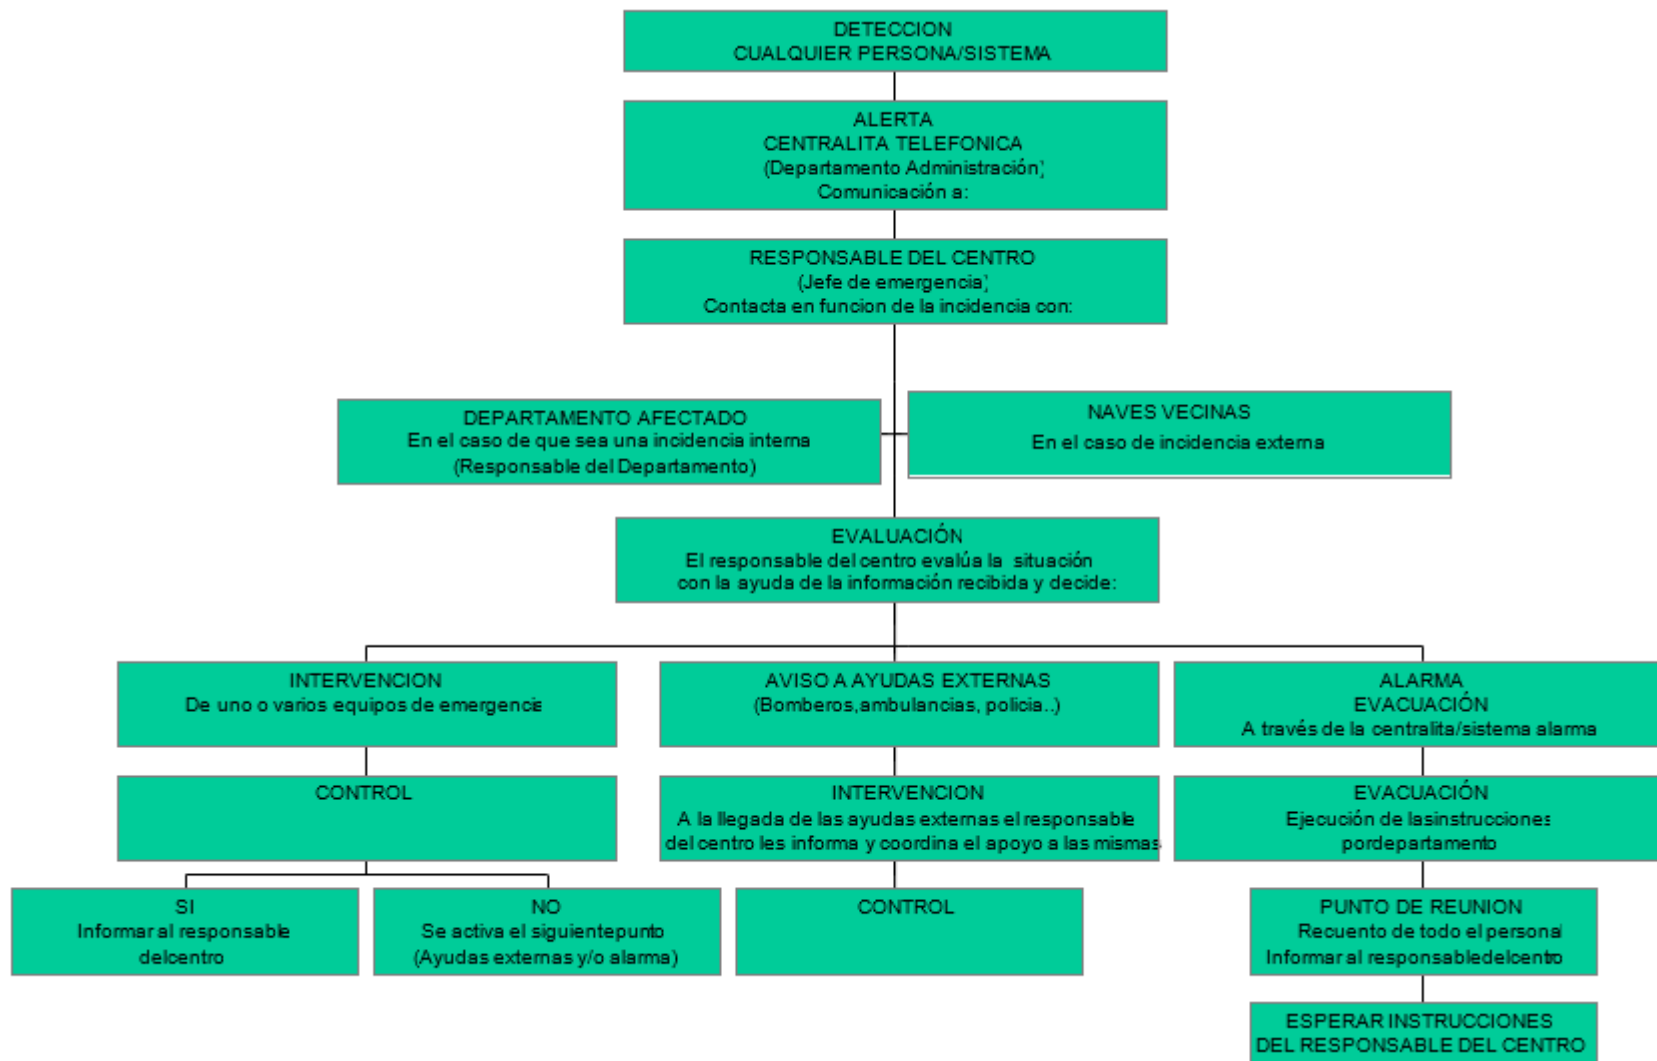 DETECCION
CUALQUIER PERSONA/SISTEMA
ALERTA
CENTRALITA TELEFONICA
(Departamento Administración)
Comunicación a:
RESPONSABLE DEL CENTRO
(Jefe de emergencia)
Contacta en funcion de la incidencia con:
DEPARTAMENTO AFECTADO
En el caso de que sea una incidencia interna
(Responsable del Departamento)
NAVES VECINAS
En el caso de incidencia externa
EVALUACIÓN
El responsable del centro evalúa la situación
con la ayuda de la información recibida y decide:
INTERVENCION
De uno o varios equipos de emergencia
AVISO A AYUDAS EXTERNAS
(Bomberos,ambulancias, policia..)
ALARMA
EVACUACIÓN
A través de la centralita/sistema alarma
CONTROL
INTERVENCION
A la llegada de las ayudas externas el responsable
del centro les informa y coordina el apoyo a las mismas
EVACUACIÓN
Ejecución de lasinstrucciones
pordepartamento
SI
Informar al responsable
delcentro
NO
Se activa el siguientepunto
(Ayudas externas y/o alarma)
CONTROL
PUNTO DE REUNION
Recuento de todo el personal
Informar al responsabledelcentro
ESPERAR INSTRUCCIONES
DEL RESPONSABLE DEL CENTRO